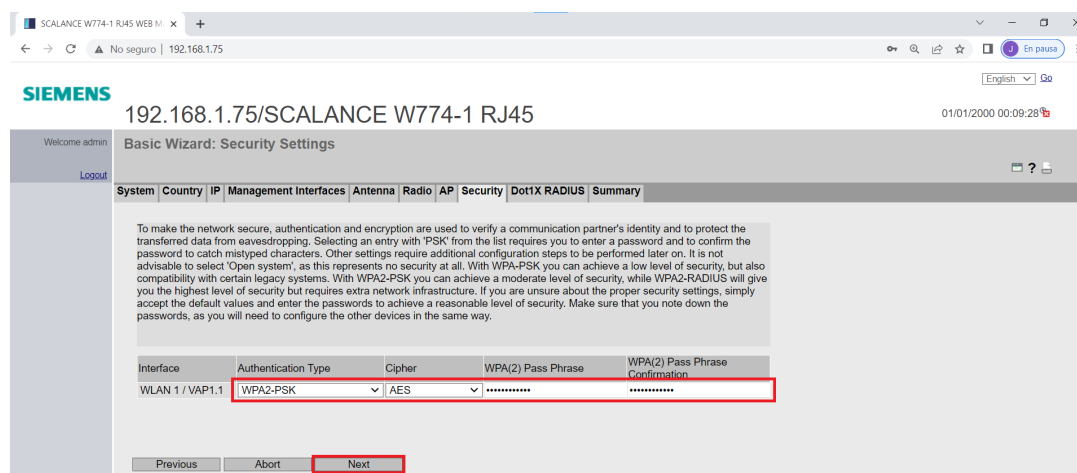 SCALANCE W774-1 RJ45 WEB M
No seguro | 192.168.1.75
J En pausa
English Go
SIEMENS
192.168.1.75/SCALANCE W774-1 RJ45
01/01/2000 00:09:28
Welcome admin
Basic Wizard: Security Settings
Logout
?
System Country IP Management Interfaces Antenna Radio AP Security Dot1X RADIUS Summary
To make the network secure, authentication and encryption are used to verify a communication partner's identity and to protect the
transferred data from eavesdropping. Selecting an entry with 'PSK' from the list requires you to enter a password and to confirm the
password to catch mistyped characters. Other settings require additional configuration steps to be performed later on. It is not
advisable to select 'Open system', as this represents no security at all. With WPA-PSK you can achieve a low level of security, but also
compatibility with certain legacy systems. With WPA2-PSK you can achieve a moderate level of security, while WPA2-RADIUS will give
you the highest level of security but requires extra network infrastructure. If you are unsure about the proper security settings, simply
accept the default values and enter the passwords to achieve a reasonable level of security. Make sure that you note down the
passwords, as you will need to configure the other devices in the same way.
Interface Authentication Type Cipher WPA(2) Pass Phrase WPA(2) Pass Phrase
Confirmation
WLAN 1 / VAP1.1 WPA2-PSK AES •••••••••••• ••••••••••••
Previous Abort Next